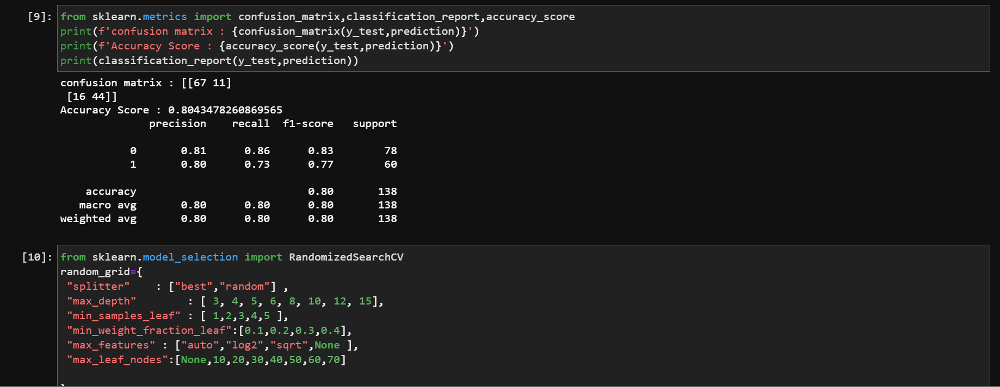 [9]: from sklearn.metrics import confusion_matrix,classification_report,accuracy_score
print(f'confusion matrix : {confusion_matrix(y_test,prediction)}')
print(f'Accuracy Score : {accuracy_score(y_test,prediction)}')
print(classification_report(y_test,prediction))
confusion matrix : [[67 11]
 [16 44]]
Accuracy Score : 0.8043478260869565
              precision    recall  f1-score   support
           0       0.81      0.86      0.83        78
           1       0.80      0.73      0.77        60
    accuracy                           0.80       138
   macro avg       0.80      0.80      0.80       138
weighted avg       0.80      0.80      0.80       138
[10]: from sklearn.model_selection import RandomizedSearchCV
random_grid={
 "splitter"    : ["best","random"] ,
 "max_depth"        : [ 3, 4, 5, 6, 8, 10, 12, 15],
 "min_samples_leaf" : [ 1,2,3,4,5 ],
 "min_weight_fraction_leaf":[0.1,0.2,0.3,0.4],
 "max_features" : ["auto","log2","sqrt",None ],
 "max_leaf_nodes":[None,10,20,30,40,50,60,70]